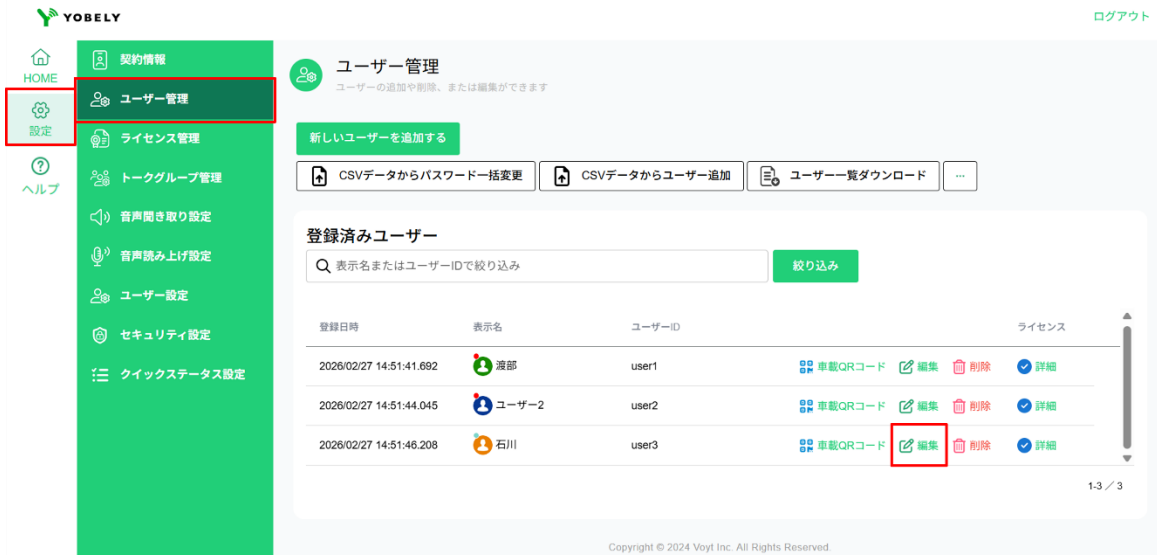 YOBELY
ログアウト
HOME
設定
ヘルプ
契約情報
ユーザー管理
ライセンス管理
トークグループ管理
音声聞き取り設定
音声読み上げ設定
ユーザー設定
セキュリティ設定
クイックステータス設定
ユーザー管理
ユーザーの追加や削除、または編集ができます
新しいユーザーを追加する
CSVデータからパスワード一括変更 CSVデータからユーザー追加 ユーザー一覧ダウンロード ...
登録済みユーザー
表示名またはユーザーIDで絞り込み 絞り込み
登録日時 表示名 ユーザーID ライセンス
2026/02/27 14:51:41.692 渡部 user1 車載QRコード 編集 削除 詳細
2026/02/27 14:51:44.045 ユーザー2 user2 車載QRコード 編集 削除 詳細
2026/02/27 14:51:46.208 石川 user3 車載QRコード 編集 削除 詳細
1-3 ／ 3
Copyright © 2024 Voyt Inc. All Rights Reserved.